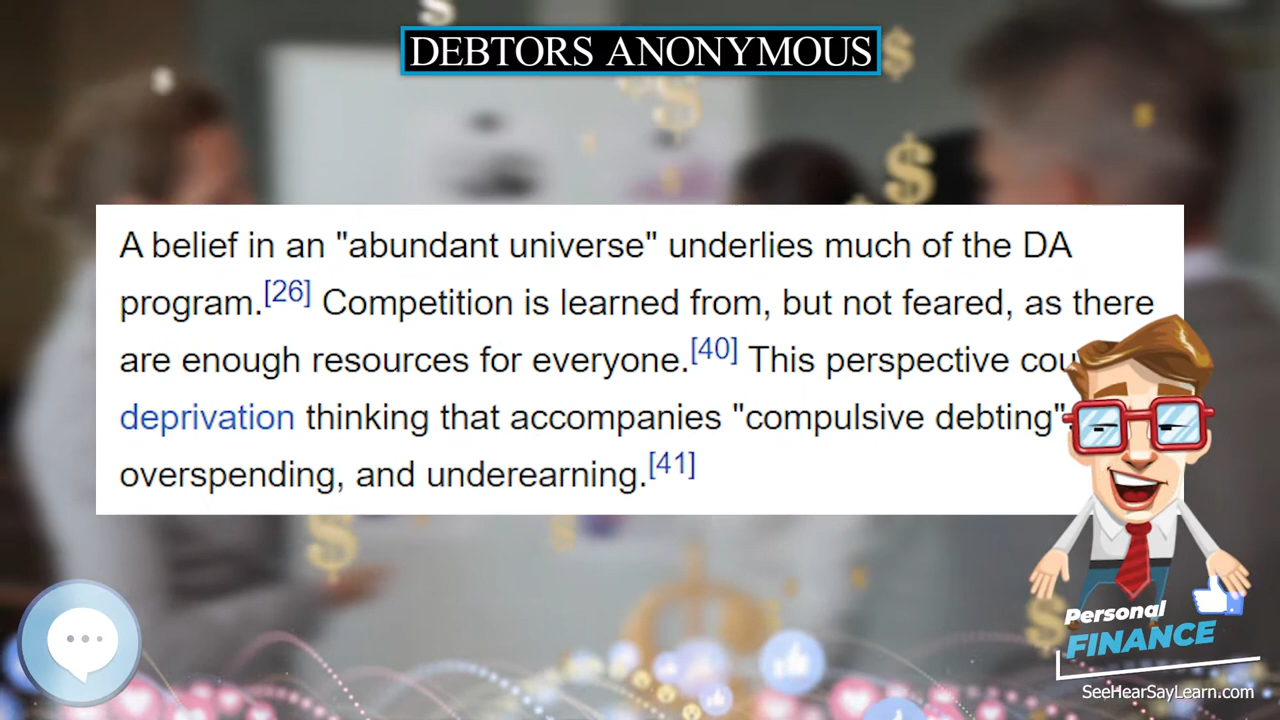 DEBTORS ANONYMOUS
A belief in an "abundant universe" underlies much of the DA
program.[26] Competition is learned from, but not feared, as there
are enough resources for everyone.[40] This perspective
deprivation thinking that accompanies "compulsive debting"
overspending, and underearning.[41]
Personal
FINANCE
SeeHearSayLearn.com